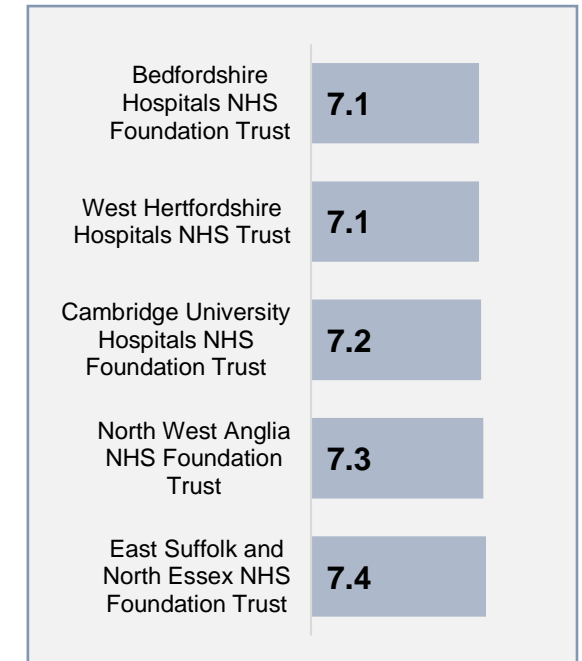 Bedfordshire
Hospitals NHS
Foundation Trust
7.1
West Hertfordshire
Hospitals NHS Trust
7.1
Cambridge University
Hospitals NHS
Foundation Trust
7.2
North West Anglia
NHS Foundation
Trust
7.3
East Suffolk and
North Essex NHS
Foundation Trust
7.4